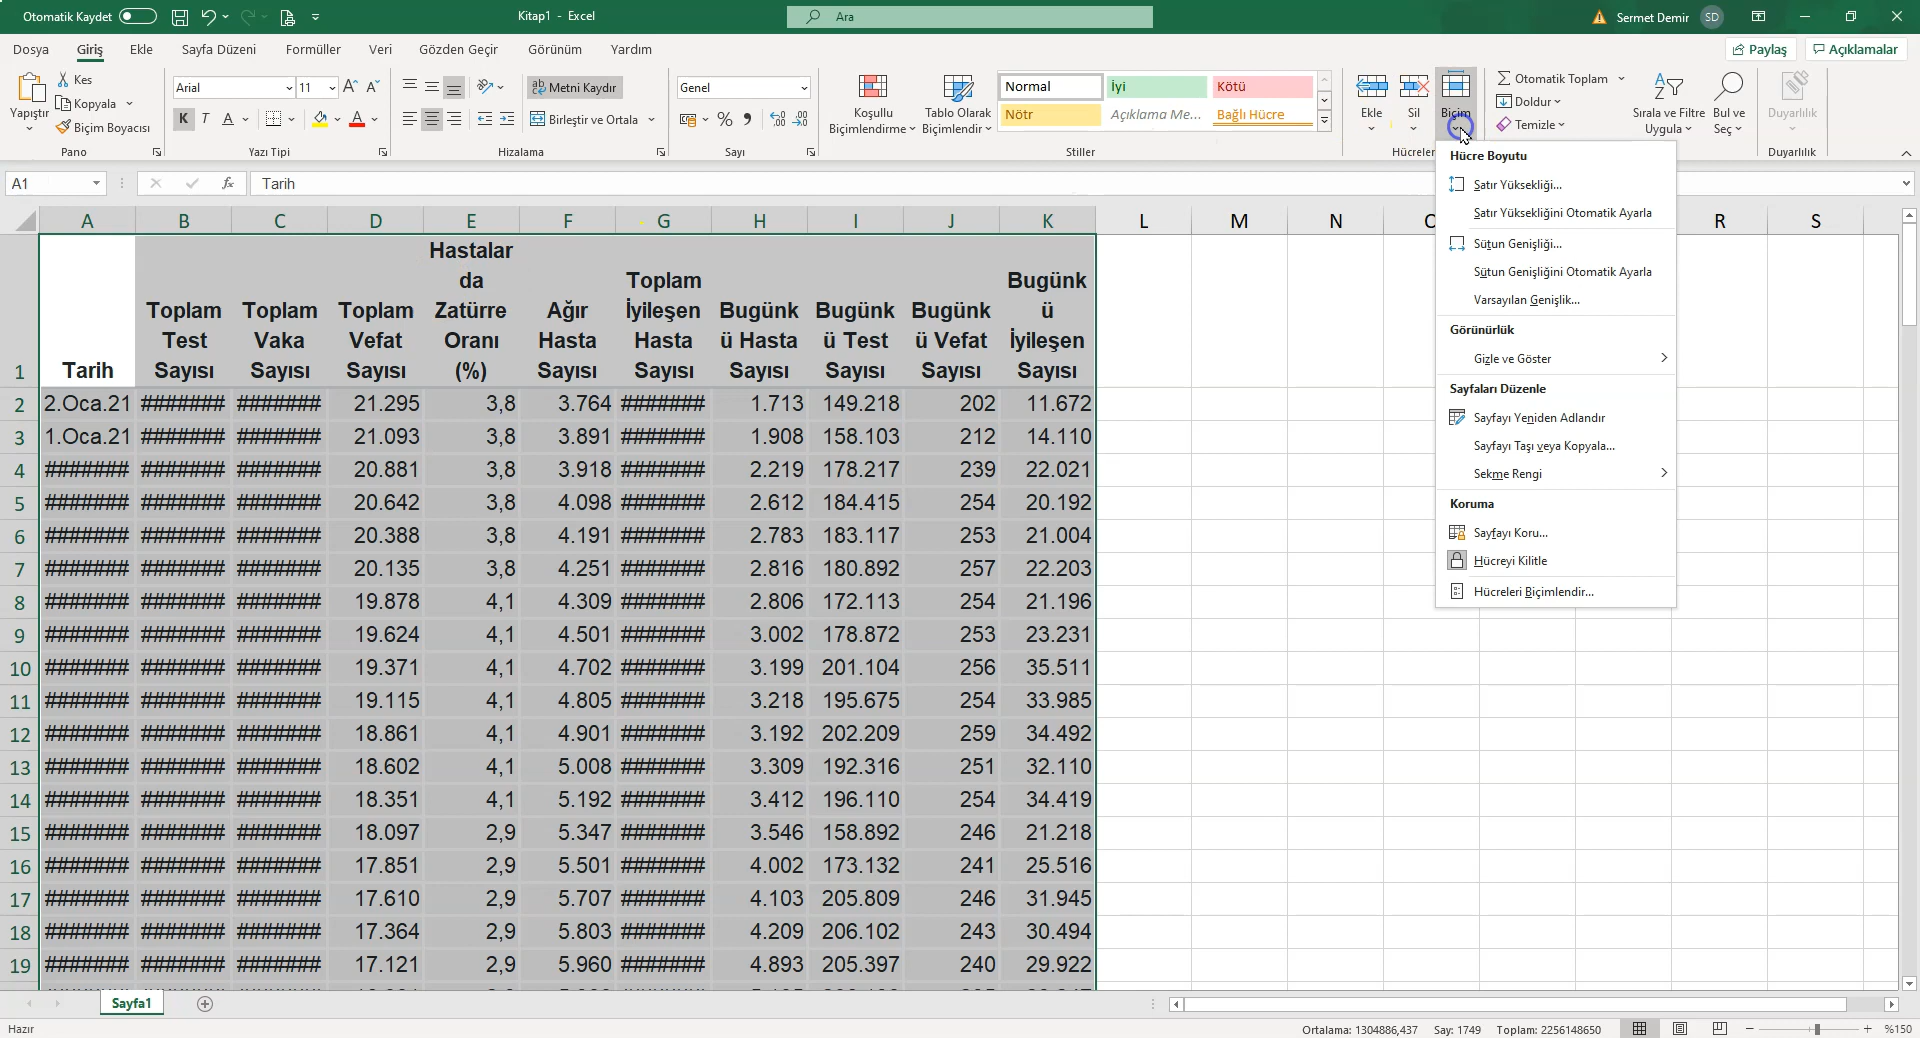 Otomatik Kaydet
Kitap1 - Excel
Ara
Sermet Demir
SD
Dosya
Giriş
Ekle
Sayfa Düzeni
Formüller
Veri
Gözden Geçir
Görünüm
Yardım
Paylaş
Açıklamalar
Yapıştır
Kes
Kopyala
Biçim Boyacısı
Pano
Arial
11
K
T
A
A
Yazı Tipi
Metni Kaydır
Birleştir ve Ortala
Hizalama
Genel
%
Sayı
Koşullu
Biçimlendirme
Tablo Olarak
Biçimlendir
Normal
İyi
Kötü
Nötr
Açıklama Me...
Bağlı Hücre
Stiller
Ekle
Sil
Biçim
Hücreler
Otomatik Toplam
Doldur
Temizle
Sırala ve Filtre
Uygula
Bul ve
Seç
Duyarlılık
Duyarlılık
A1
fx
Tarih
A B C D E F G H I J K L M N O R S
Hücre Boyutu
Satır Yüksekliği...
Satır Yüksekliğini Otomatik Ayarla
Sütun Genişliği...
Sütun Genişliğini Otomatik Ayarla
Varsayılan Genişlik...
Görünürlük
Gizle ve Göster
Sayfaları Düzenle
Sayfayı Yeniden Adlandır
Sayfayı Taşı veya Kopyala...
Sekme Rengi
Koruma
Sayfayı Koru...
Hücreyi Kilitle
Hücreleri Biçimlendir...
1
Tarih
Toplam
Test
Sayısı
Toplam
Vaka
Sayısı
Toplam
Vefat
Sayısı
Hastalar
da
Zatürre
Oranı
(%)
Ağır
Hasta
Sayısı
Toplam
İyileşen
Hasta
Sayısı
Bugünk
ü Hasta
Sayısı
Bugünk
ü Test
Sayısı
Bugünk
ü Vefat
Sayısı
Bugünk
ü
İyileşen
Sayısı
2 2.Oca.21 ####### ####### 21.295 3,8 3.764 ####### 1.713 149.218 202 11.672
3 1.Oca.21 ####### ####### 21.093 3,8 3.891 ####### 1.908 158.103 212 14.110
4 ####### ####### ####### 20.881 3,8 3.918 ####### 2.219 178.217 239 22.021
5 ####### ####### ####### 20.642 3,8 4.098 ####### 2.612 184.415 254 20.192
6 ####### ####### ####### 20.388 3,8 4.191 ####### 2.783 183.117 253 21.004
7 ####### ####### ####### 20.135 3,8 4.251 ####### 2.816 180.892 257 22.203
8 ####### ####### ####### 19.878 4,1 4.309 ####### 2.806 172.113 254 21.196
9 ####### ####### ####### 19.624 4,1 4.501 ####### 3.002 178.872 253 23.231
10 ####### ####### ####### 19.371 4,1 4.702 ####### 3.199 201.104 256 35.511
11 ####### ####### ####### 19.115 4,1 4.805 ####### 3.218 195.675 254 33.985
12 ####### ####### ####### 18.861 4,1 4.901 ####### 3.192 202.209 259 34.492
13 ####### ####### ####### 18.602 4,1 5.008 ####### 3.309 192.316 251 32.110
14 ####### ####### ####### 18.351 4,1 5.192 ####### 3.412 196.110 254 34.419
15 ####### ####### ####### 18.097 2,9 5.347 ####### 3.546 158.892 246 21.218
16 ####### ####### ####### 17.851 2,9 5.501 ####### 4.002 173.132 241 25.516
17 ####### ####### ####### 17.610 2,9 5.707 ####### 4.103 205.809 246 31.945
18 ####### ####### ####### 17.364 2,9 5.803 ####### 4.209 206.102 243 30.494
19 ####### ####### ####### 17.121 2,9 5.960 ####### 4.893 205.397 240 29.922
Sayfa1
Hazır
Ortalama: 1304886,437 Say: 1749 Toplam: 2256148650
%150